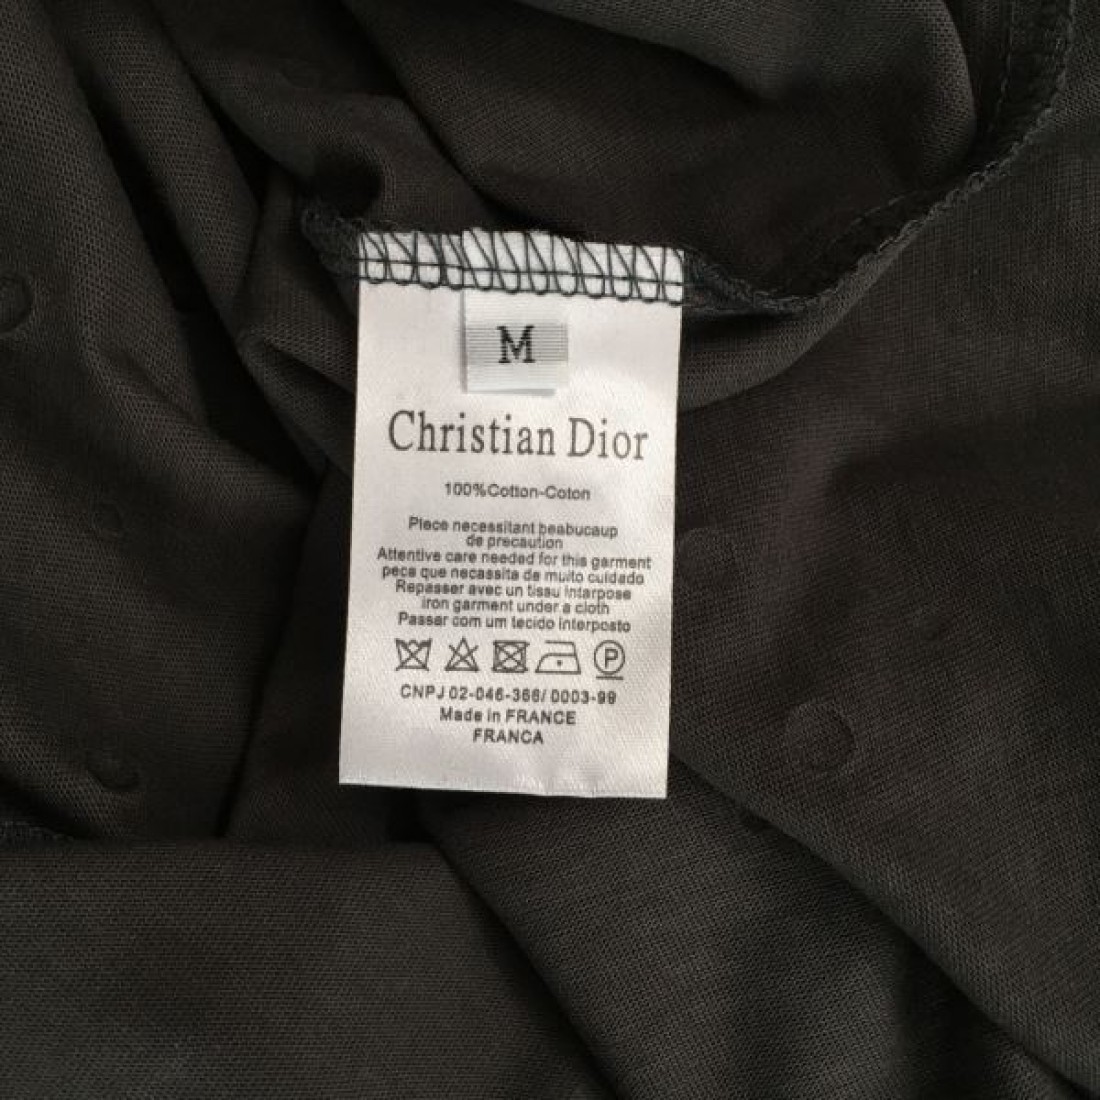 M
Christian Dior
100%Cotton-Coton
Piece necessitant beabucaup
de precaution
Attentive care needed for this garment
peca que necassita de muito cuidado
Repasser avec un tissu intarpose
iron garment under a cloth
Passar com um tecido interposto
P
CNPJ 02-046-366/ 0003-99
Made in FRANCE
FRANCA